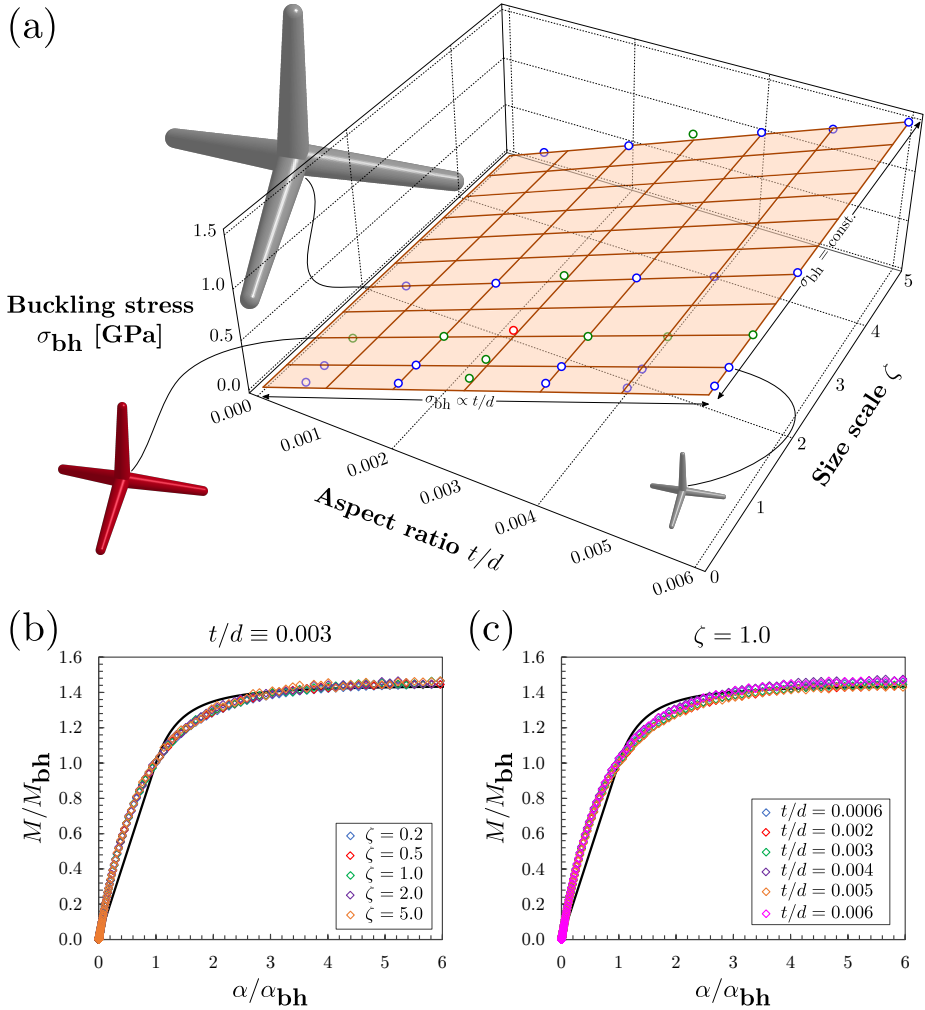 (a)
1.5
1.0
0.5
0.0
Buckling stress
σbh [GPa]
0.000
0.001
0.002
0.003
0.004
0.005
0.006
Aspect ratio t/d
0
1
2
3
4
5
Size scale ζ
σbh = const.
σbh ∝ t/d
(b)
t/d ≡ 0.003
M/Mbh
1.6
1.4
1.2
1.0
0.8
0.6
0.4
0.2
0.0
0 1 2 3 4 5 6
α/αbh
ζ = 0.2
ζ = 0.5
ζ = 1.0
ζ = 2.0
ζ = 5.0
(c)
ζ = 1.0
M/Mbh
1.6
1.4
1.2
1.0
0.8
0.6
0.4
0.2
0.0
0 1 2 3 4 5 6
α/αbh
t/d = 0.0006
t/d = 0.002
t/d = 0.003
t/d = 0.004
t/d = 0.005
t/d = 0.006